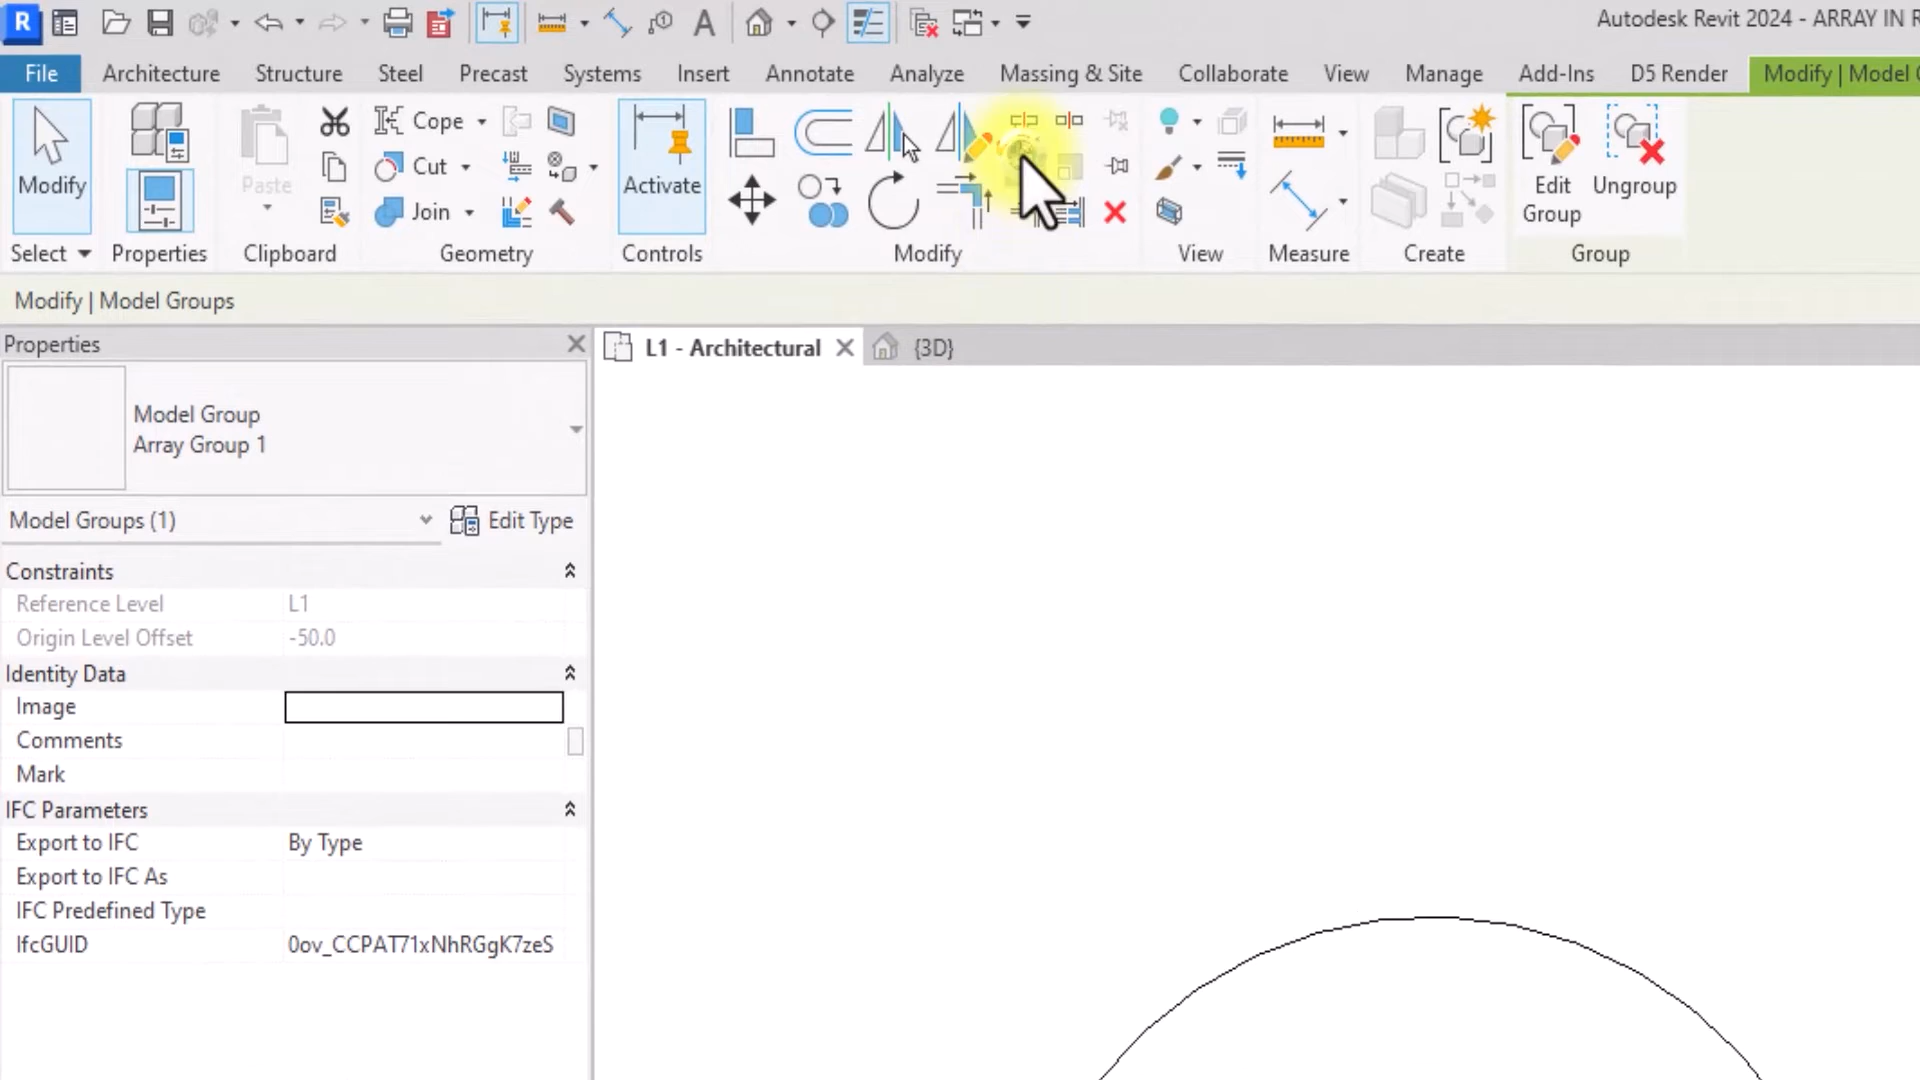 R
A
Autodesk Revit 2024 - ARRAY IN R
File Architecture Structure Steel Precast Systems Insert Annotate Analyze Massing & Site Collaborate View Manage Add-Ins D5 Render Modify | Model
Modify
Paste
Cope
Cut
Join
Activate
Edit
Group
Ungroup
Select Properties Clipboard Geometry Controls Modify View Measure Create Group
Modify | Model Groups
Properties
L1 - Architectural
{3D}
Model Group
Array Group 1
Model Groups (1)
Edit Type
Constraints
Reference Level L1
Origin Level Offset -50.0
Identity Data
Image
Comments
Mark
IFC Parameters
Export to IFC By Type
Export to IFC As
IFC Predefined Type
IfcGUID 0ov_CCPAT71xNhRGgK7zeS